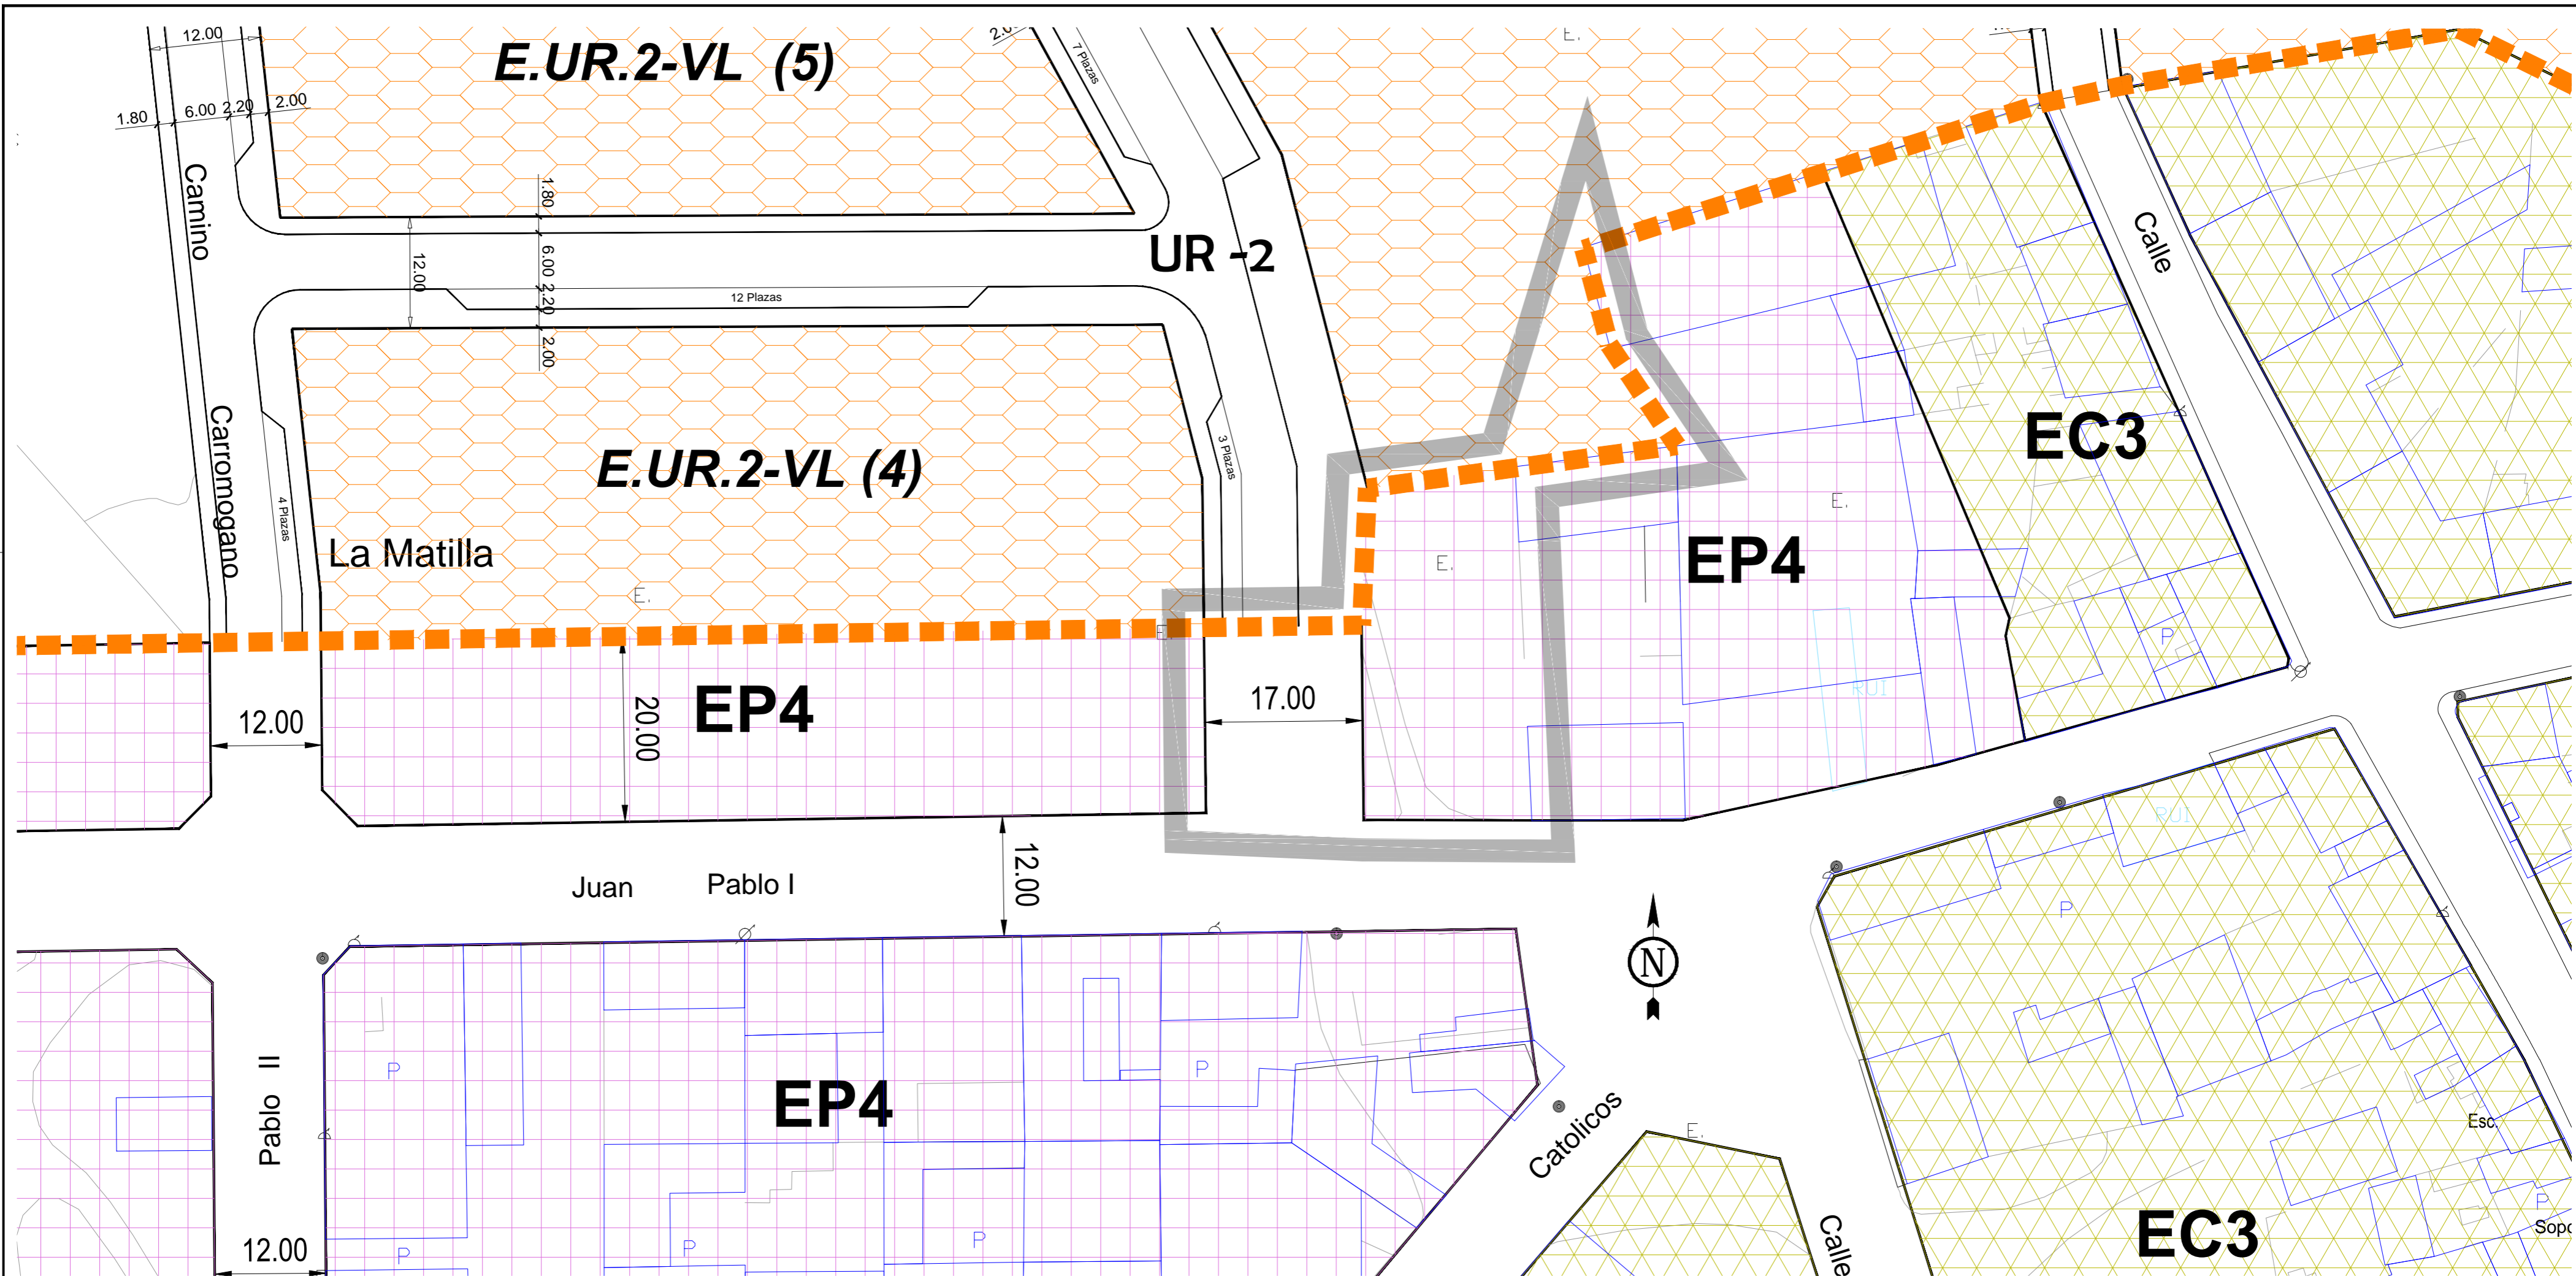 12.00
E.UR.2-VL (5)
7 Plazas
E.
1.80
6.00
2.20
2.00
Camino
1.80
6.00
2.20
2.00
12.00
12 Plazas
UR -2
Calle
Carromogano
4 Plazas
E.UR.2-VL (4)
3 Plazas
EC3
La Matilla
E.
E.
E.
EP4
E.
P
RUI
12.00
20.00
EP4
17.00
RUI
Juan Pablo I
12.00
P
N
Pablo II
P
P
EP4
Catolicos
E.
Esc.
12.00
P
P
P
Calle
EC3
P